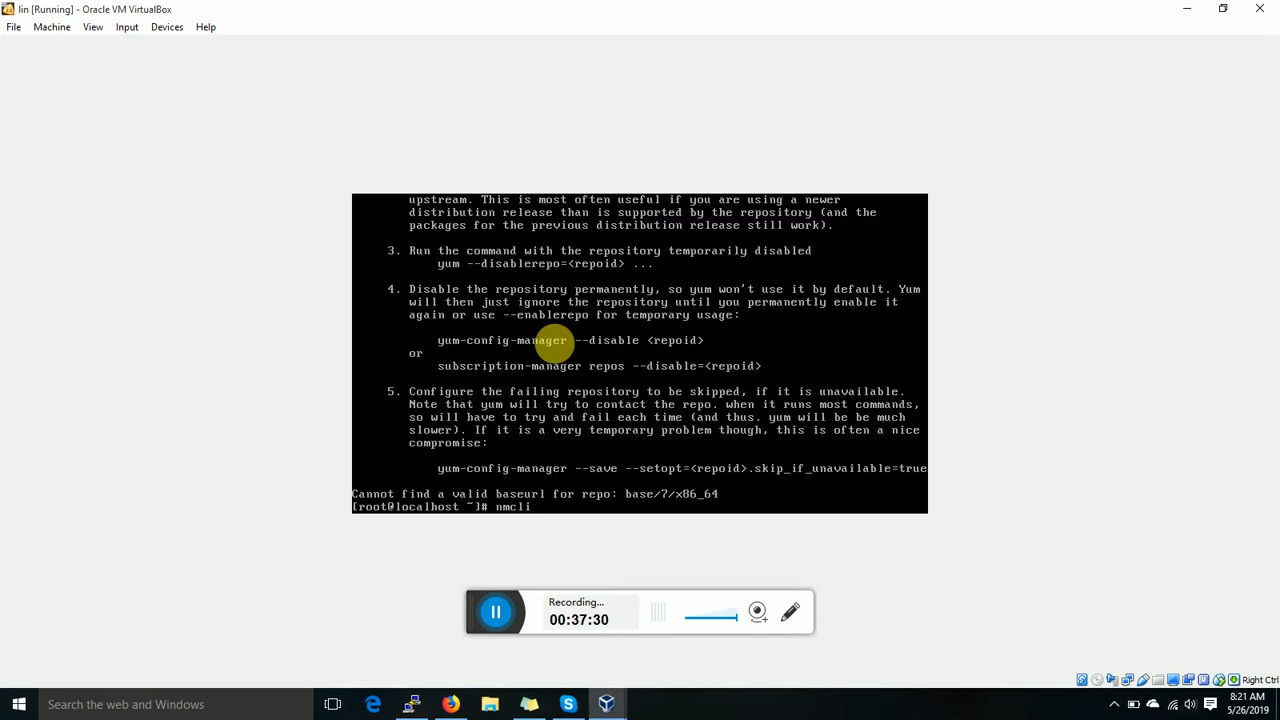 lin [Running] - Oracle VM VirtualBox
File Machine View Input Devices Help
upstream. This is most often useful if you are using a newer
distribution release than is supported by the repository (and the
packages for the previous distribution release still work).
3. Run the command with the repository temporarily disabled
yum --disablerepo=<repoid> ...
4. Disable the repository permanently, so yum won't use it by default. Yum
will then just ignore the repository until you permanently enable it
again or use --enablerepo for temporary usage:
yum-config-manager --disable <repoid>
or
subscription-manager repos --disable=<repoid>
5. Configure the failing repository to be skipped, if it is unavailable.
Note that yum will try to contact the repo. when it runs most commands,
so will have to try and fail each time (and thus. yum will be be much
slower). If it is a very temporary problem though, this is often a nice
compromise:
yum-config-manager --save --setopt=<repoid>.skip_if_unavailable=true
Cannot find a valid baseurl for repo: base/7/x86_64
[root@localhost ~]# nmcli
Recording...
00:37:30
Right Ctrl
Search the web and Windows
8:21 AM
5/26/2019